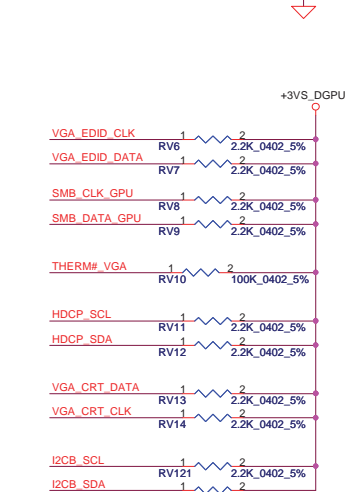 +3VS_DGPU
VGA_EDID_CLK 1 2
RV6 2.2K_0402_5%
VGA_EDID_DATA 1 2
RV7 2.2K_0402_5%
SMB_CLK_GPU 1 2
RV8 2.2K_0402_5%
SMB_DATA_GPU 1 2
RV9 2.2K_0402_5%
THERM#_VGA 1 2
RV10 100K_0402_5%
HDCP_SCL 1 2
RV11 2.2K_0402_5%
HDCP_SDA 1 2
RV12 2.2K_0402_5%
VGA_CRT_DATA 1 2
RV13 2.2K_0402_5%
VGA_CRT_CLK 1 2
RV14 2.2K_0402_5%
I2CB_SCL 1 2
RV121 2.2K_0402_5%
I2CB_SDA 1 2